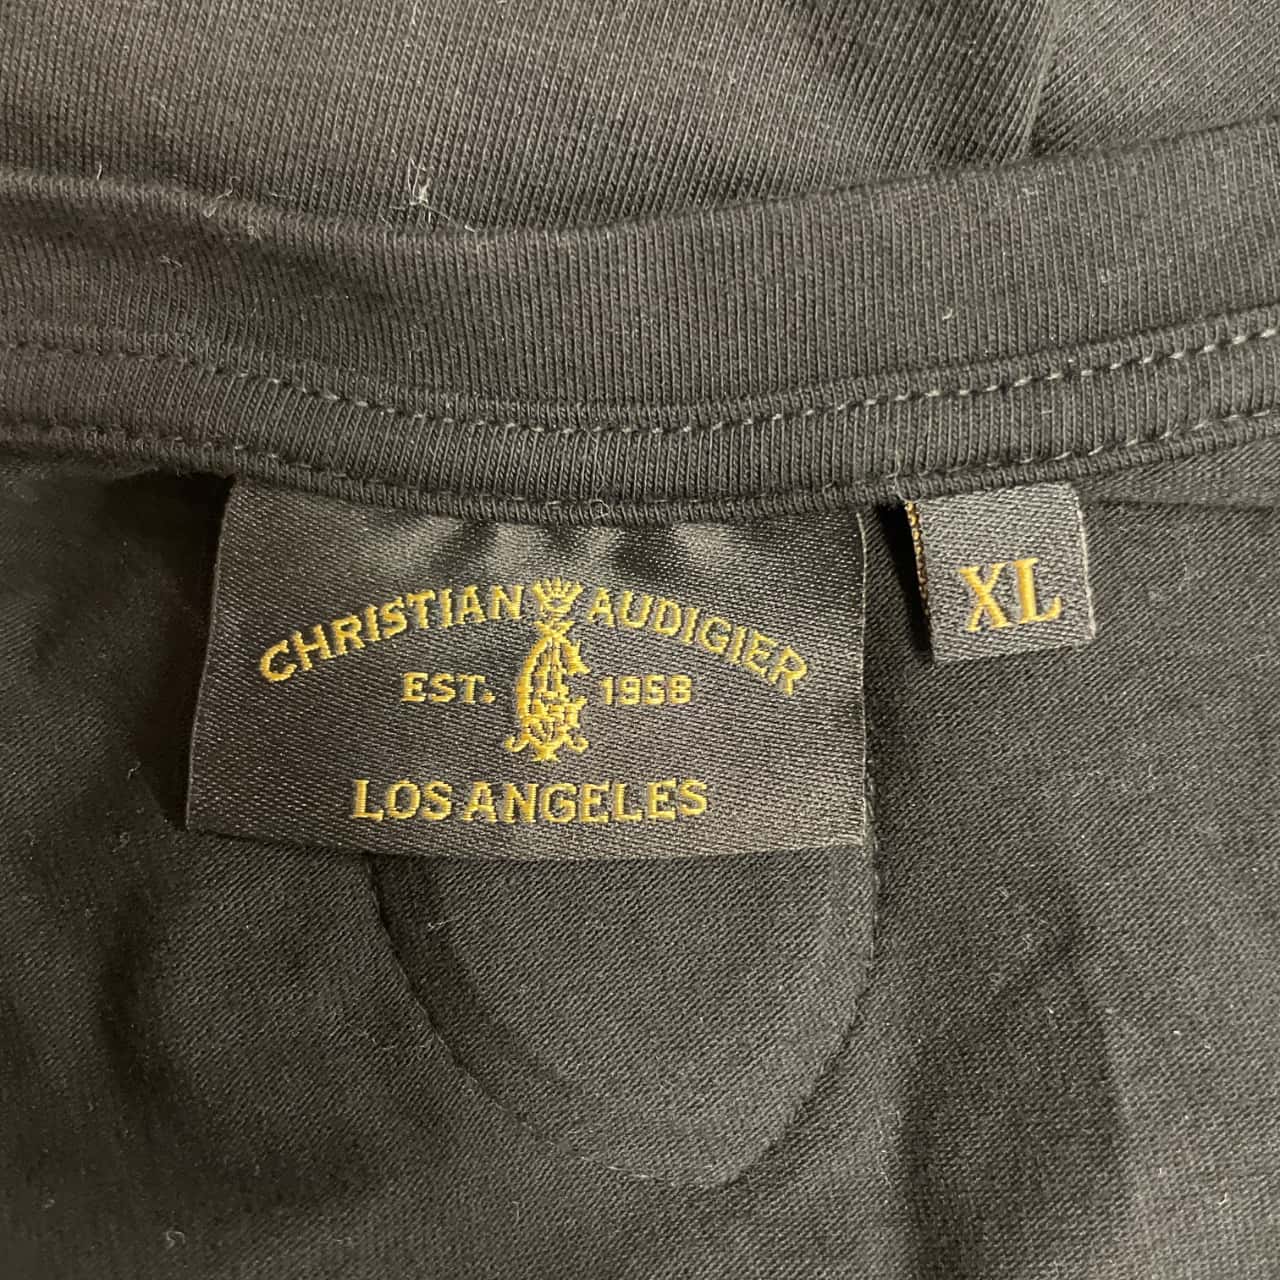 CHRISTIAN AUDIGIER
EST. 1958
LOS ANGELES
XL